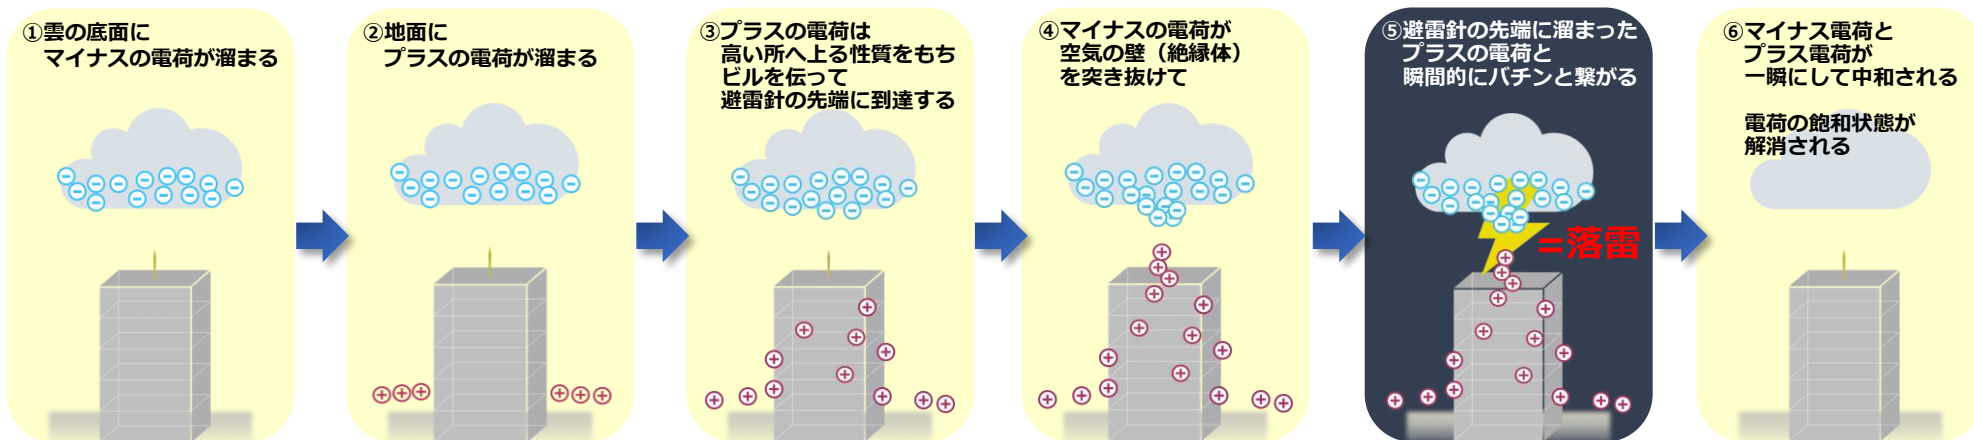 ①雲の底面に
マイナスの電荷が溜まる
②地面に
プラスの電荷が溜まる
③プラスの電荷は
高い所へ上る性質をもち
ビルを伝って
避雷針の先端に到達する
④マイナスの電荷が
空気の壁（絶縁体）
を突き抜けて
⑤避雷針の先端に溜まった
プラスの電荷と
瞬間的にバチンと繋がる
＝落雷
⑥マイナス電荷と
プラス電荷が
一瞬にして中和される
電荷の飽和状態が
解消される